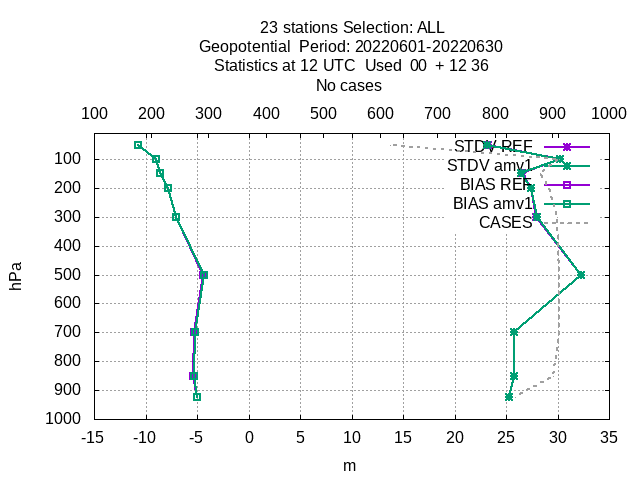 23 stations Selection: ALL
Geopotential  Period: 20220601-20220630
Statistics at 12 UTC  Used  00  + 12 36
No cases
100 200 300 400 500 600 700 800 900 1000
STDV REF
STDV amv1
BIAS REF
BIAS amv1
CASES
100
200
300
400
500
600
700
800
900
1000
hPa
-15 -10 -5 0 5 10 15 20 25 30 35
m